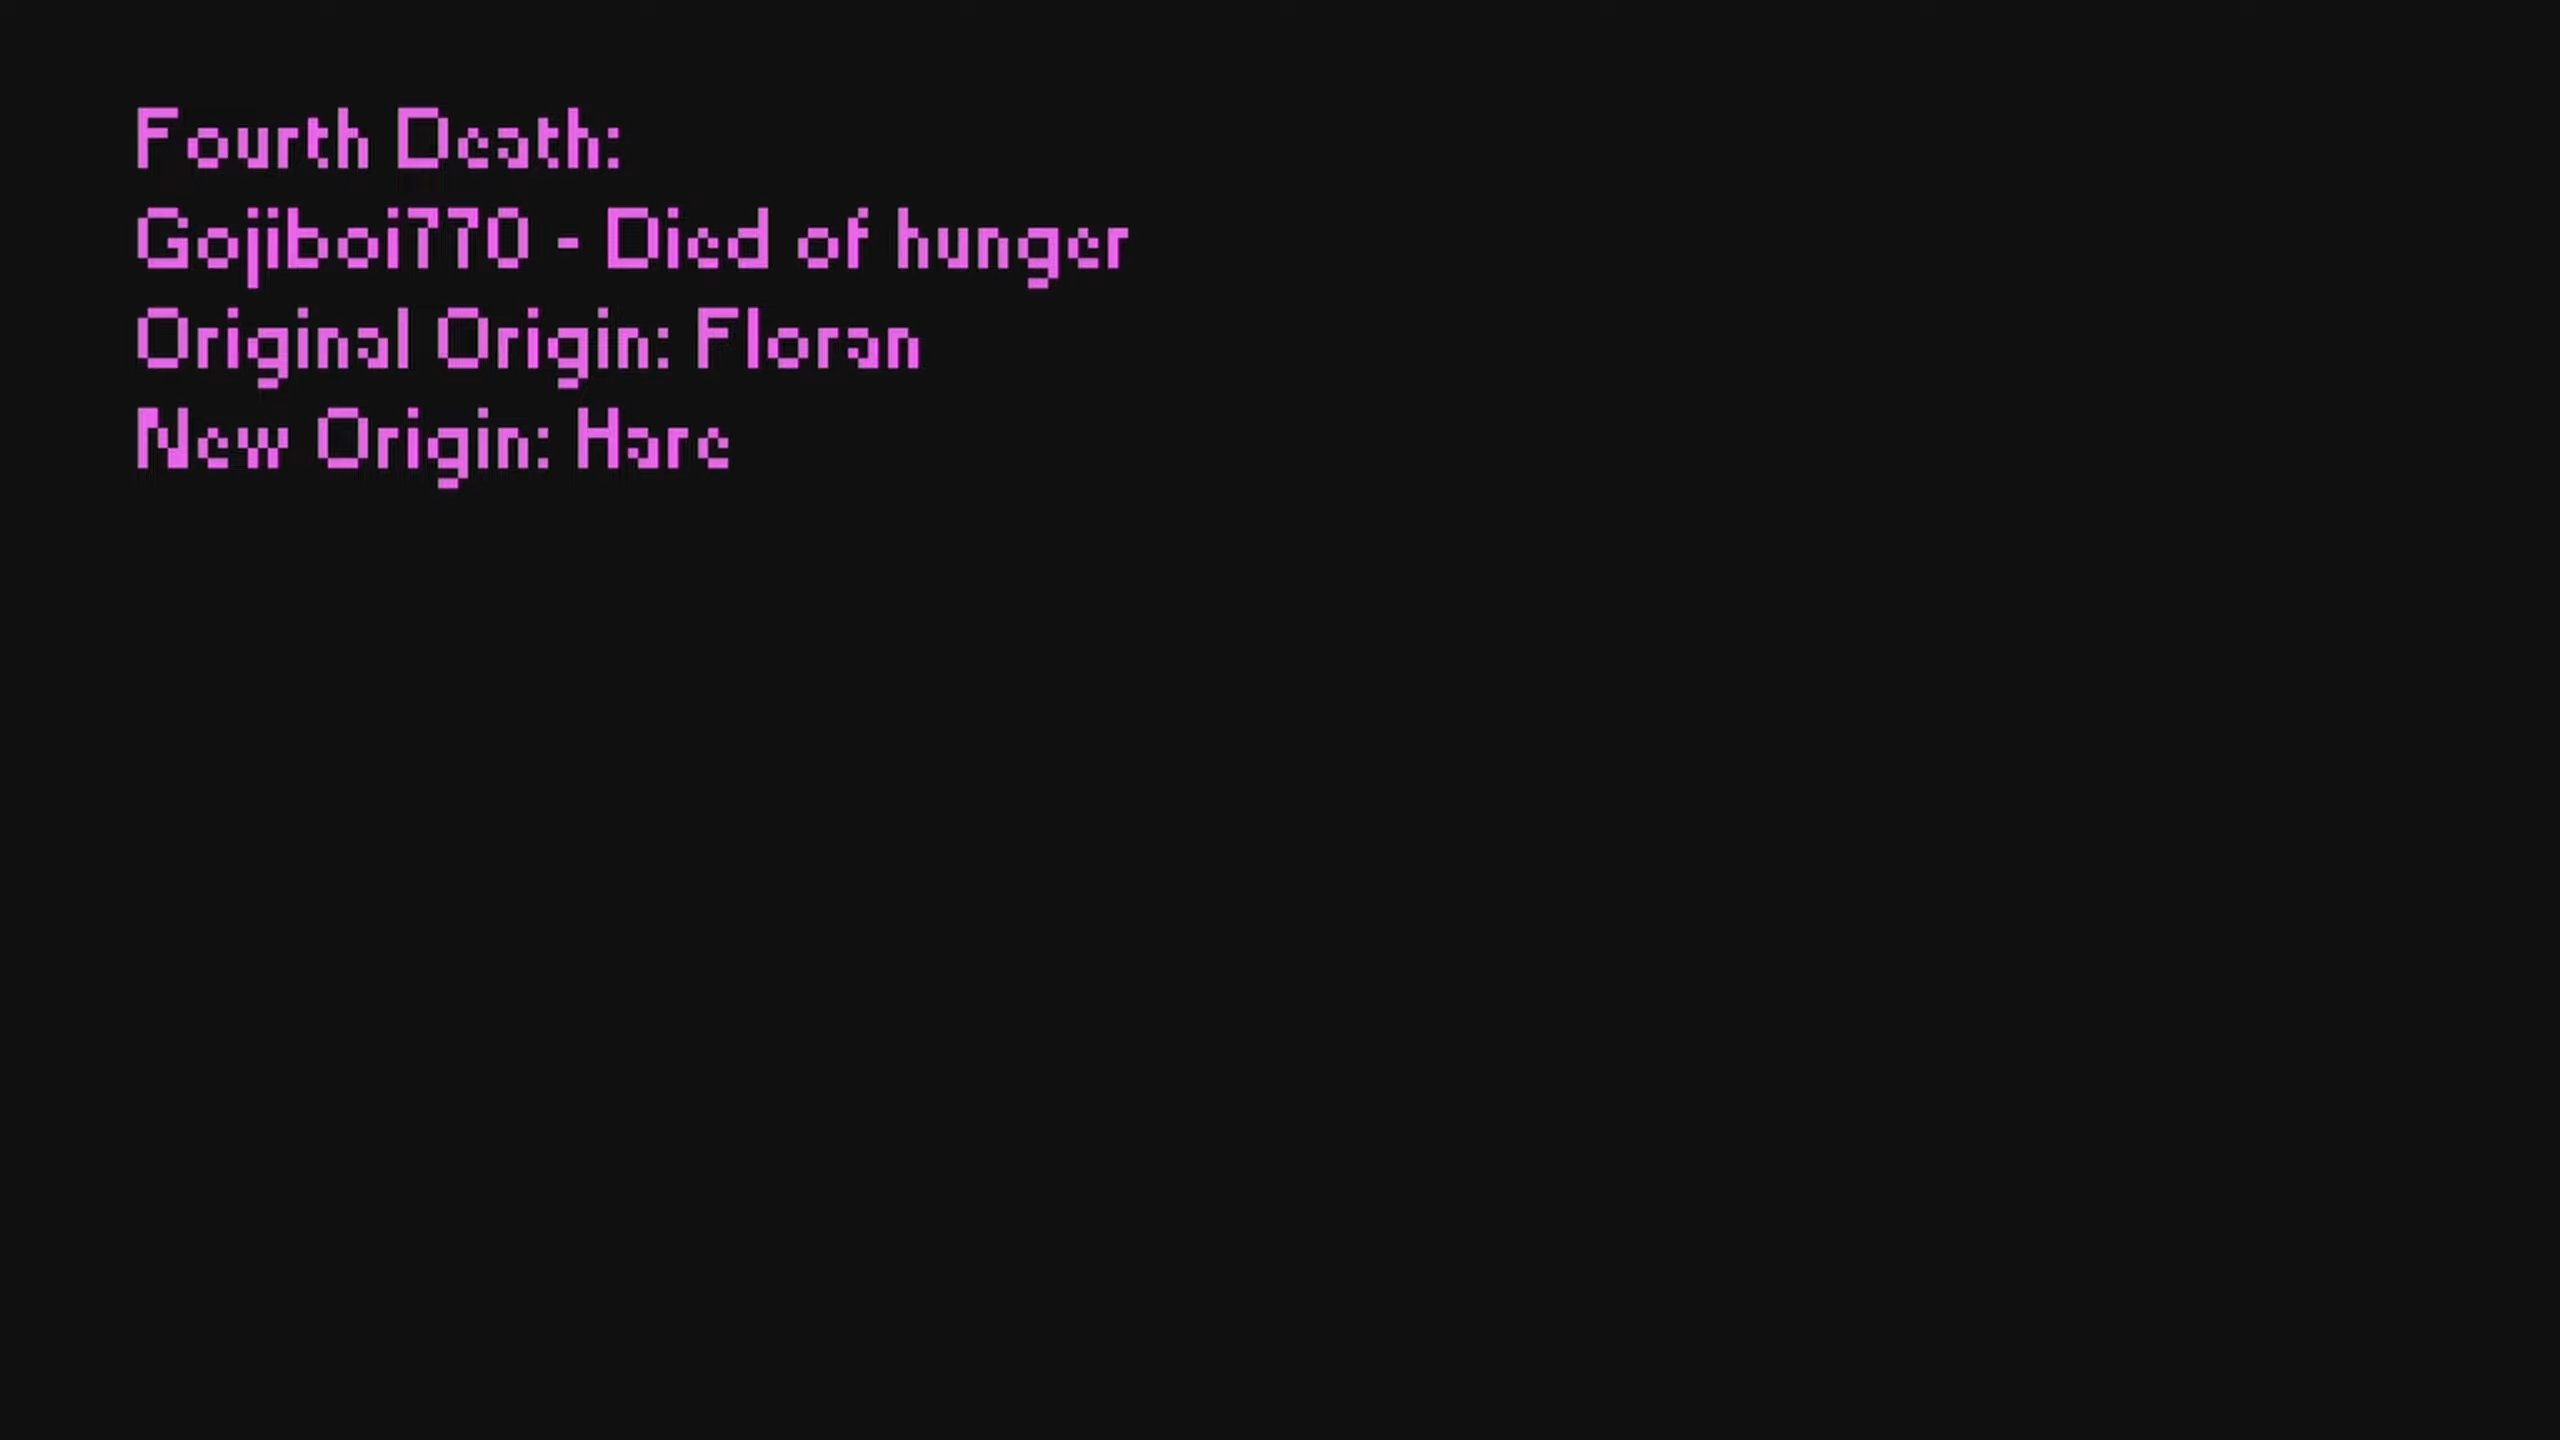 Fourth Death:
Gojiboi770 - Died of hunger
Original Origin: Floran
New Origin: Hare